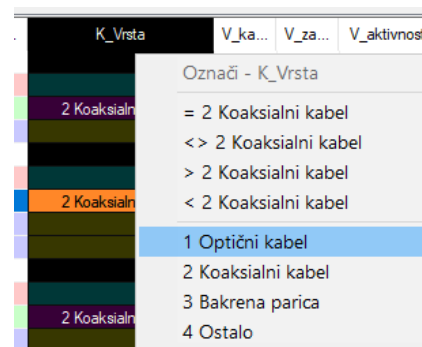 K_Vrsta V_ka... V_za... V_aktivnost
Označi - K_Vrsta
2 Koaksialn = 2 Koaksialni kabel
<> 2 Koaksialni kabel
> 2 Koaksialni kabel
2 Koaksialn < 2 Koaksialni kabel
1 Optični kabel
2 Koaksialni kabel
3 Bakrena parica
2 Koaksialn 4 Ostalo